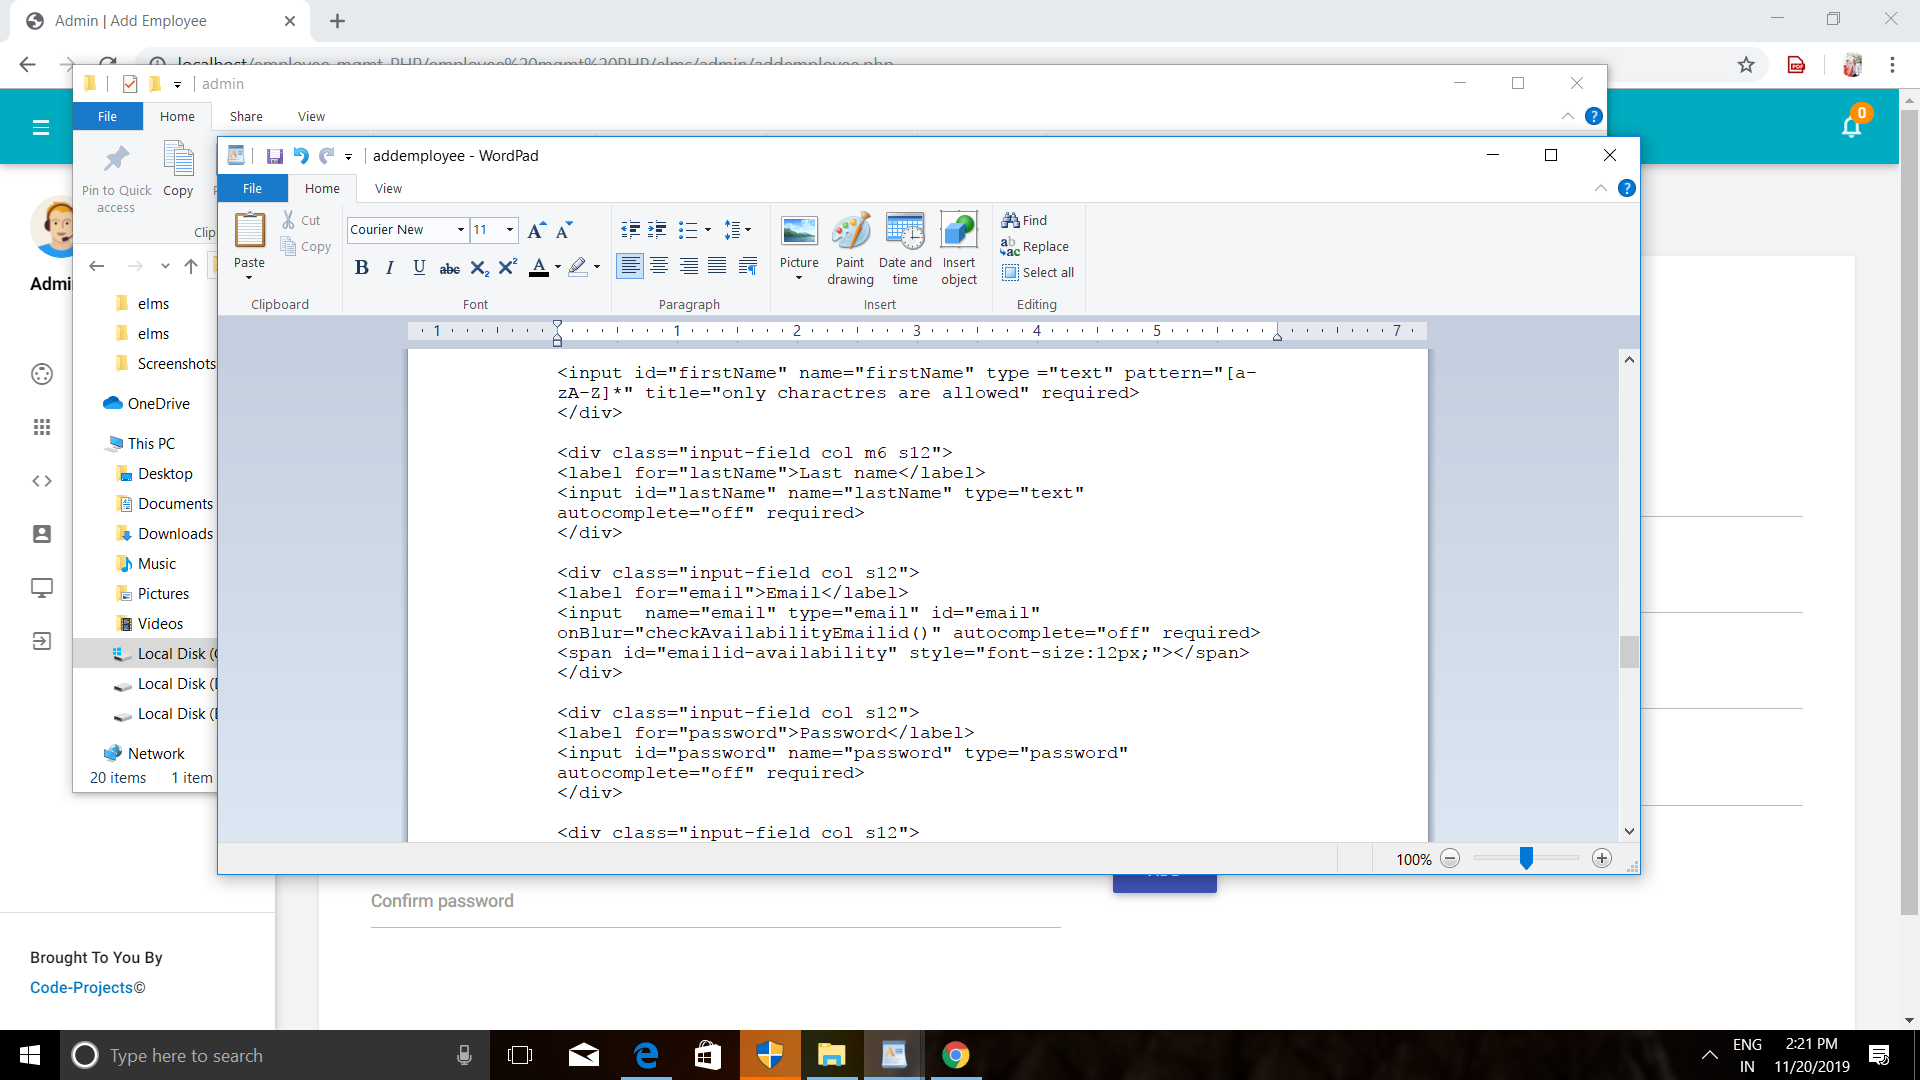 Admin | Add Employee
localhost/employee mgmt PHP/employee%20mgmt%20PHP/elms/admin/addemployee.php
0
admin
File
Home
Share
View
Pin to Quick access
Copy
Clip
addemployee - WordPad
File
Home
View
Paste
Cut
Copy
Courier New
11
Picture
Paint drawing
Date and time
Insert object
Find
Replace
Select all
Clipboard
Font
Paragraph
Insert
Editing
1 1 2 3 4 5 7
Admi
elms
elms
Screenshots
OneDrive
This PC
Desktop
Documents
Downloads
Music
Pictures
Videos
Local Disk (
Local Disk (
Local Disk (
Network
20 items 1 item
<input id="firstName" name="firstName" type ="text" pattern="[a-
zA-Z]*" title="only charactres are allowed" required>
</div>
<div class="input-field col m6 s12">
<label for="lastName">Last name</label>
<input id="lastName" name="lastName" type="text"
autocomplete="off" required>
</div>
<div class="input-field col s12">
<label for="email">Email</label>
<input  name="email" type="email" id="email"
onBlur="checkAvailabilityEmailid()" autocomplete="off" required>
<span id="emailid-availability" style="font-size:12px;"></span>
</div>
<div class="input-field col s12">
<label for="password">Password</label>
<input id="password" name="password" type="password"
autocomplete="off" required>
</div>
<div class="input-field col s12">
100%
Confirm password
Brought To You By
Code-Projects©
Type here to search
ENG
IN
2:21 PM
11/20/2019